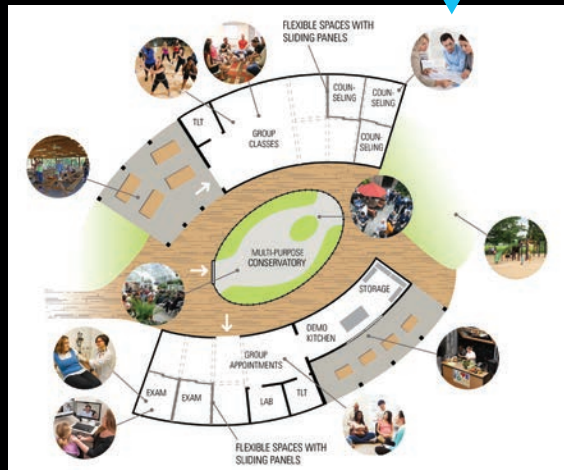 FLEXIBLE SPACES WITH
SLIDING PANELS
COUN-
SELING
COUN-
SELING
COUN-
SELING
TLT
GROUP
CLASSES
MULTI-PURPOSE
CONSERVATORY
STORAGE
DEMO
KITCHEN
GROUP
APPOINTMENTS
EXAM
EXAM
LAB
TLT
FLEXIBLE SPACES WITH
SLIDING PANELS